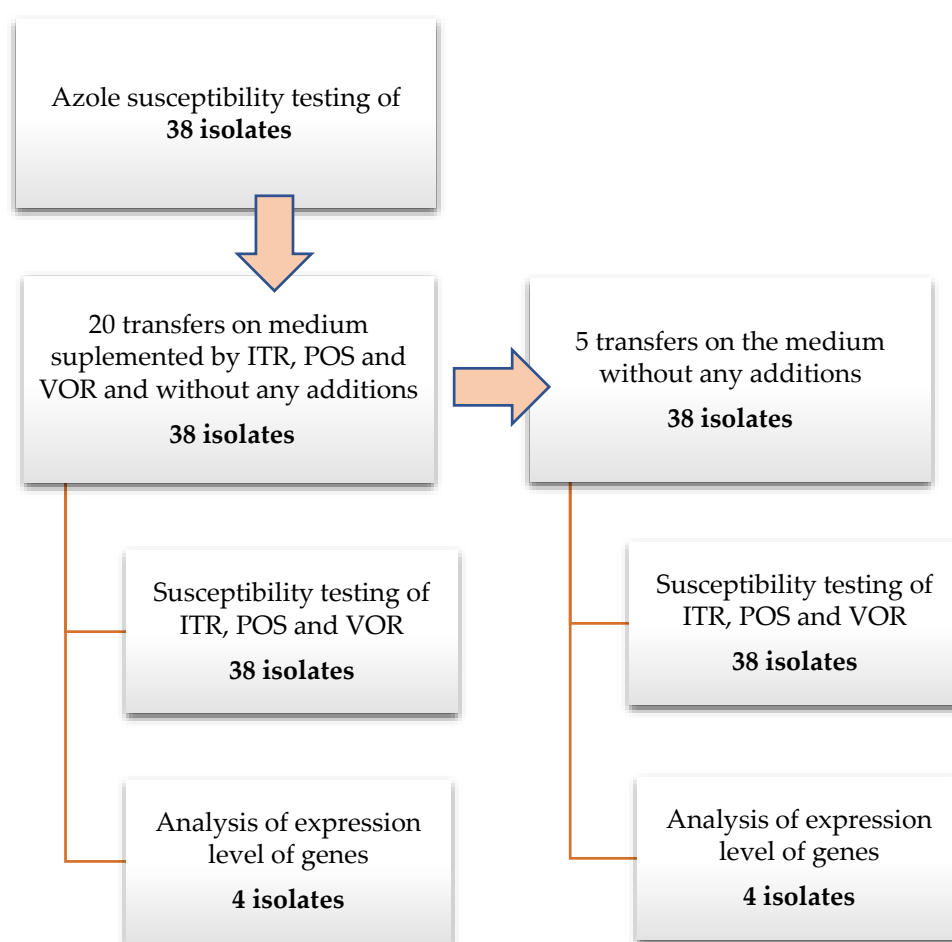 Azole susceptibility testing of
38 isolates
20 transfers on medium
suplemented by ITR, POS and
VOR and without any additions
38 isolates
5 transfers on the medium
without any additions
38 isolates
Susceptibility testing of
ITR, POS and VOR
38 isolates
Susceptibility testing of
ITR, POS and VOR
38 isolates
Analysis of expression
level of genes
4 isolates
Analysis of expression
level of genes
4 isolates